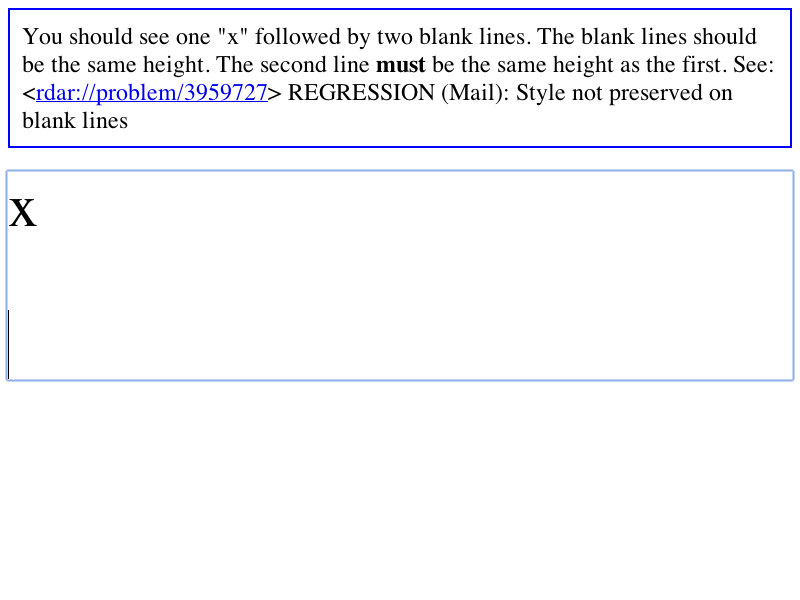 You should see one "x" followed by two blank lines. The blank lines should
be the same height. The second line must be the same height as the first. See:
<rdar://problem/3959727> REGRESSION (Mail): Style not preserved on
blank lines
x